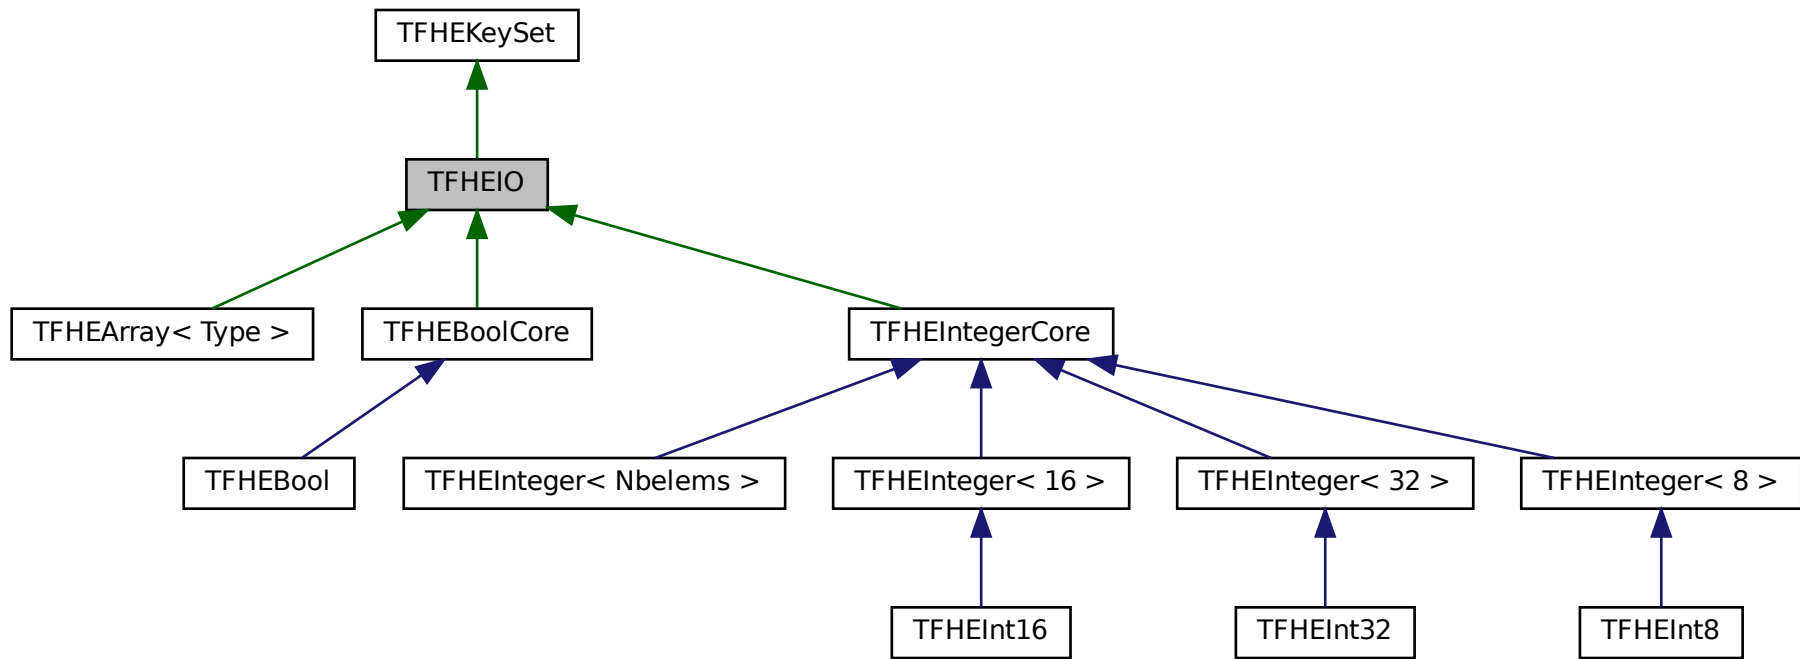 TFHEKeySet
TFHEIO
TFHEArray< Type >
TFHEBoolCore
TFHEIntegerCore
TFHEBool
TFHEInteger< Nbelems >
TFHEInteger< 16 >
TFHEInteger< 32 >
TFHEInteger< 8 >
TFHEInt16
TFHEInt32
TFHEInt8